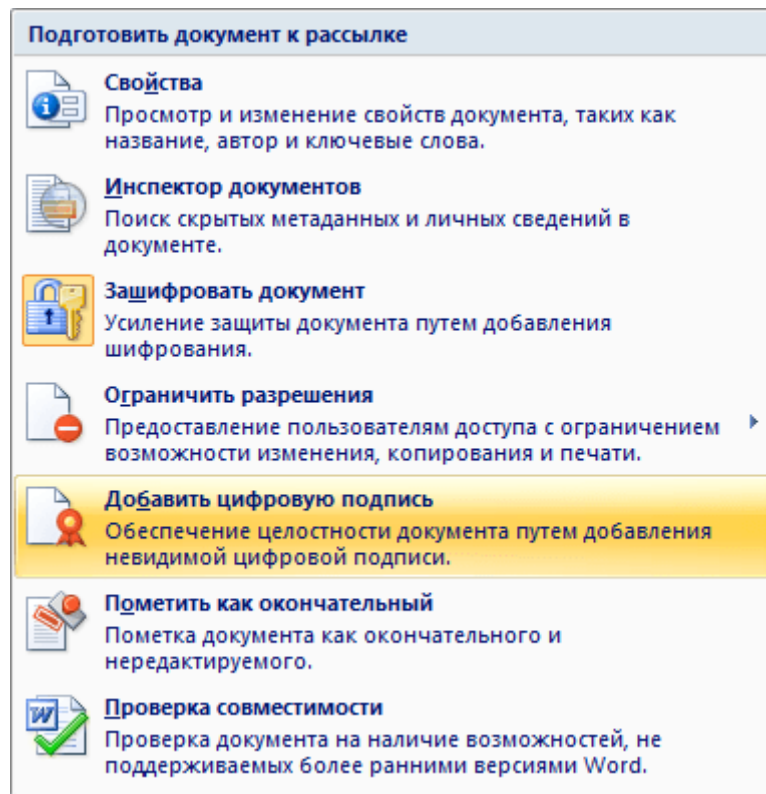 Подготовить документ к рассылке
Свойства
Просмотр и изменение свойств документа, таких как
название, автор и ключевые слова.
Инспектор документов
Поиск скрытых метаданных и личных сведений в
документе.
Зашифровать документ
Усиление защиты документа путем добавления
шифрования.
Ограничить разрешения
Предоставление пользователям доступа с ограничением
возможности изменения, копирования и печати.
Добавить цифровую подпись
Обеспечение целостности документа путем добавления
невидимой цифровой подписи.
Пометить как окончательный
Пометка документа как окончательного и
нередактируемого.
Проверка совместимости
Проверка документа на наличие возможностей, не
поддерживаемых более ранними версиями Word.